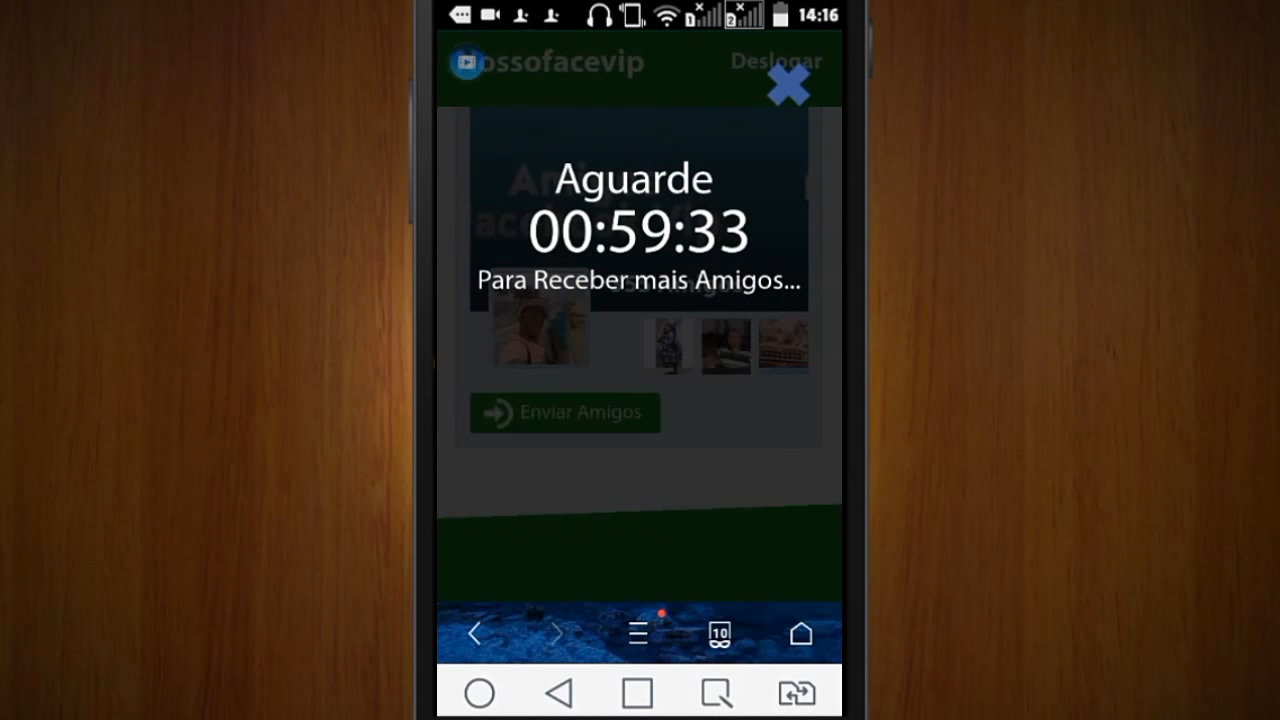 14:16
ossofacevip
Deslogar
Aguarde
00:59:33
Para Receber mais Amigos...
Enviar Amigos
10